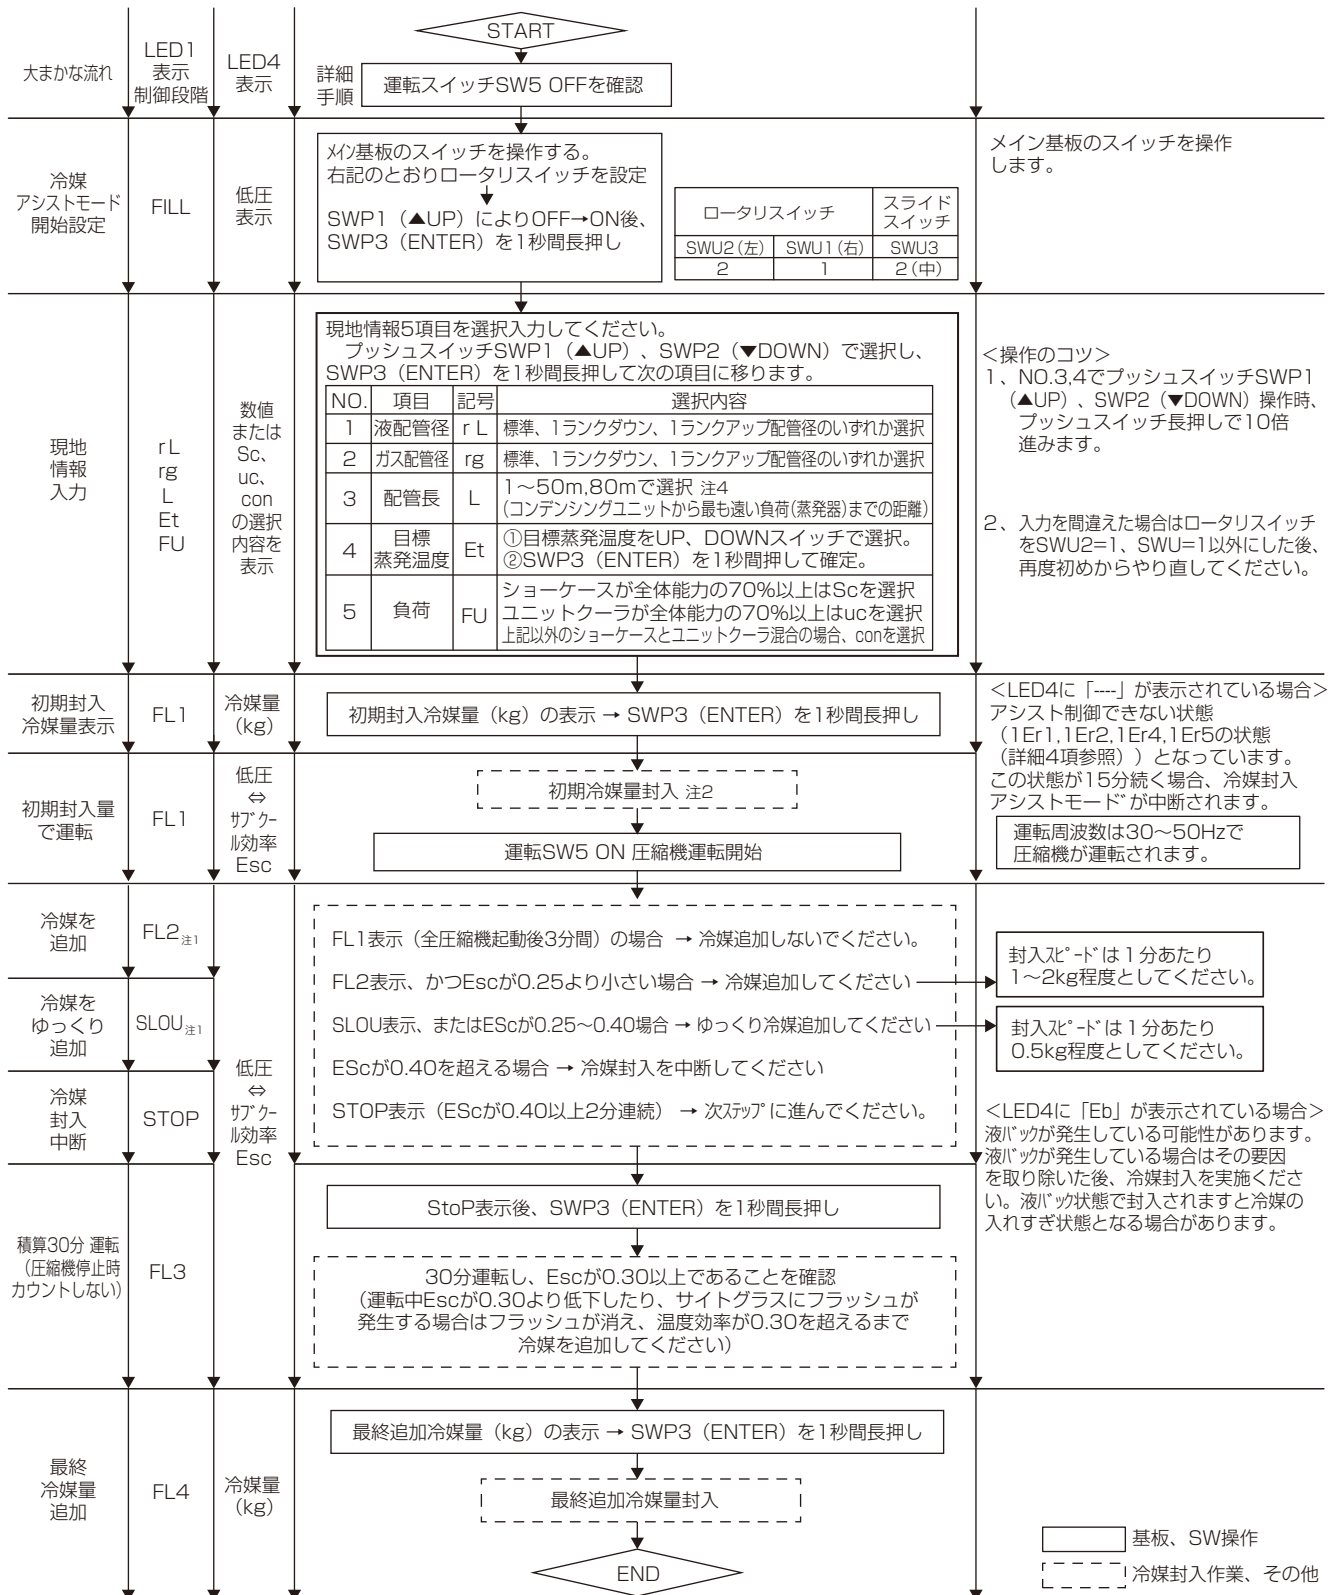 START
大まかな流れ
LED1
表示
制御段階
LED4
表示
詳細
手順
運転スイッチSW5 OFFを確認
冷媒
アシストモード
開始設定
FILL
低圧
表示
メイン基板のスイッチを操作する。
右記のとおりロータリスイッチを設定
SWP1（▲UP）によりOFF→ON後、
SWP3（ENTER）を1秒間長押し
ロータリスイッチ
スライド
スイッチ
SWU2（左） SWU1（右） SWU3
2 1 2（中）
メイン基板のスイッチを操作
します。
現地
情報
入力
rL
rg
L
Et
FU
数値
または
Sc、
uc、
con
の選択
内容を
表示
現地情報5項目を選択入力してください。
プッシュスイッチSWP1（▲UP）、SWP2（▼DOWN）で選択し、
SWP3（ENTER）を1秒間長押して次の項目に移ります。
NO. 項目 記号 選択内容
1 液配管径 rL 標準、1ランクダウン、1ランクアップ配管径のいずれか選択
2 ガス配管径 rg 標準、1ランクダウン、1ランクアップ配管径のいずれか選択
3 配管長 L 1～50m,80mで選択 注4
（コンデンシングユニットから最も遠い負荷（蒸発器）までの距離）
4 目標
蒸発温度 Et ①目標蒸発温度をUP、DOWNスイッチで選択。
②SWP3（ENTER）を1秒間押して確定。
5 負荷 FU ショーケースが全体能力の70%以上はScを選択
ユニットクーラが全体能力の70%以上はucを選択
上記以外のショーケースとユニットクーラ混合の場合、conを選択
＜操作のコツ＞
1、NO.3,4でプッシュスイッチSWP1
（▲UP）、SWP2（▼DOWN）操作時、
プッシュスイッチ長押しで10倍
進みます。
2、入力を間違えた場合はロータリスイッチ
をSWU2=1、SWU=1以外にした後、
再度初めからやり直してください。
初期封入
冷媒量表示
FL1
冷媒量
（kg）
初期封入冷媒量（kg）の表示 → SWP3（ENTER）を1秒間長押し
＜LED4に「----」が表示されている場合＞
アシスト制御できない状態
（1Er1,1Er2,1Er4,1Er5の状態
（詳細4項参照））となっています。
この状態が15分続く場合、冷媒封入
アシストモードが中断されます。
初期封入量
で運転
FL1
低圧
⇔
サブクー
ル効率
Esc
初期冷媒量封入 注2
運転SW5 ON 圧縮機運転開始
運転周波数は30～50Hzで
圧縮機が運転されます。
冷媒を
追加
FL2注1
冷媒を
ゆっくり
追加
SLOU注1
冷媒
封入
中断
STOP
低圧
⇔
サブクー
ル効率
Esc
FL1表示（全圧縮機起動後3分間）の場合 → 冷媒追加しないでください。
FL2表示、かつEscが0.25より小さい場合 → 冷媒追加してください
SLOU表示、またはEScが0.25～0.40場合 → ゆっくり冷媒追加してください
EScが0.40を超える場合 → 冷媒封入を中断してください
STOP表示（EScが0.40以上2分連続） → 次ステップに進んでください。
封入スピードは1分あたり
1～2kg程度としてください。
封入スピードは1分あたり
0.5kg程度としてください。
＜LED4に「Eb」が表示されている場合＞
液バックが発生している可能性があります。
液バックが発生している場合はその要因
を取り除いた後、冷媒封入を実施くださ
い。液バック状態で封入されますと冷媒の
入れすぎ状態となる場合があります。
積算30分 運転
（圧縮機停止時
カウントしない）
FL3
StoP表示後、SWP3（ENTER）を1秒間長押し
30分運転し、Escが0.30以上であることを確認
（運転中Escが0.30より低下したり、サイトグラスにフラッシュが
発生する場合はフラッシュが消え、温度効率が0.30を超えるまで
冷媒を追加してください）
最終
冷媒量
追加
FL4
冷媒量
（kg）
最終追加冷媒量（kg）の表示 → SWP3（ENTER）を1秒間長押し
最終追加冷媒量封入
END
基板、SW操作
冷媒封入作業、その他